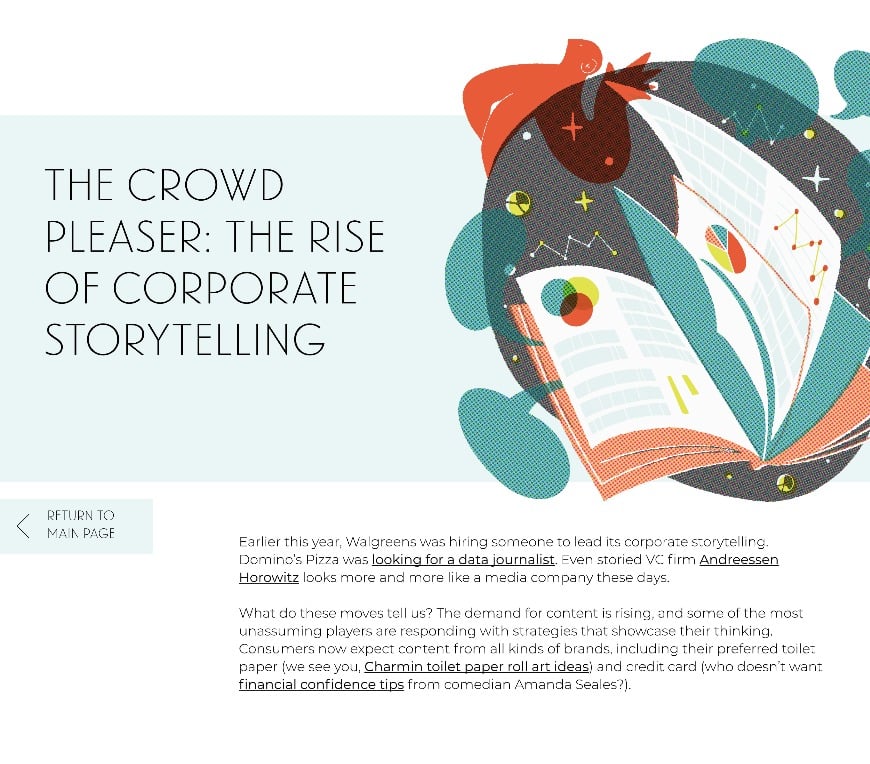 THE CROWD
PLEASER: THE RISE
OF CORPORATE
STORYTELLING
RETURN TO
MAIN PAGE
Earlier this year, Walgreens was hiring someone to lead its corporate storytelling.
Domino's Pizza was looking for a data journalist. Even storied VC firm Andreessen
Horowitz looks more and more like a media company these days.
What do these moves tell us? The demand for content is rising, and some of the most
unassuming players are responding with strategies that showcase their thinking.
Consumers now expect content from all kinds of brands, including their preferred toilet
paper (we see you, Charmin toilet paper roll art ideas) and credit card (who doesn't want
financial confidence tips from comedian Amanda Seales?).